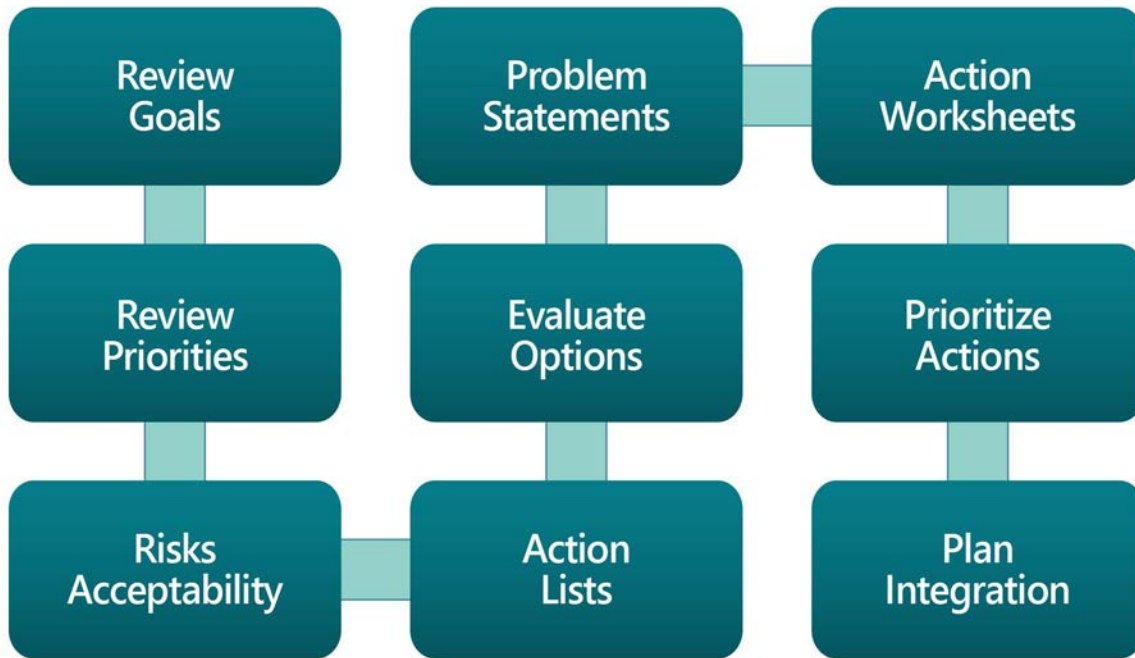 Review
Goals
Review
Priorities
Risks
Acceptability
Action
Lists
Evaluate
Options
Problem
Statements
Action
Worksheets
Prioritize
Actions
Plan
Integration